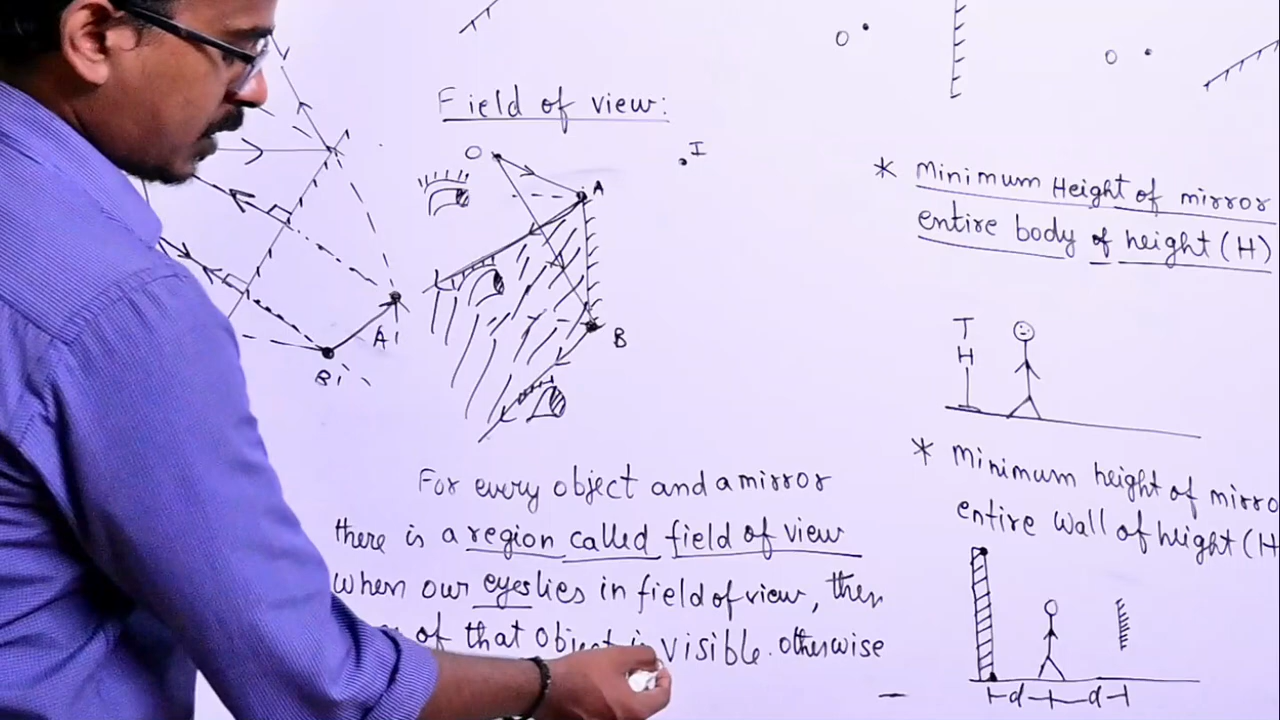 Field of view:
O
A
I
B
A'
B'
For every object and a mirror
there is a region called field of view
when our eyes lies in field of view, then
of that object is visible. otherwise
O
O
* Minimum Height of mirror
entire body of height (H)
T
H
* Minimum height of mirro
entire wall of height (H
d
d